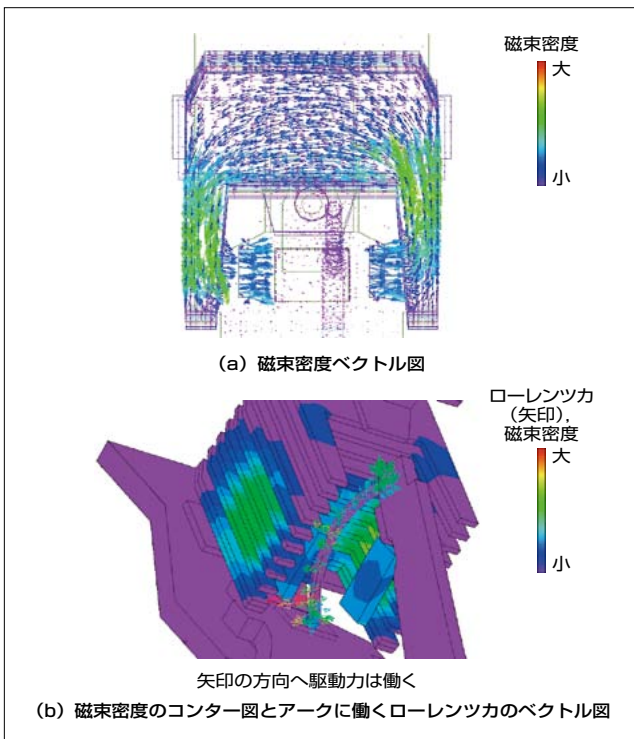 磁束密度
大
小
(a) 磁束密度ベクトル図
ローレンツ力
(矢印),
磁束密度
大
小
矢印の方向へ駆動力は働く
(b) 磁束密度のコンター図とアークに働くローレンツ力のベクトル図